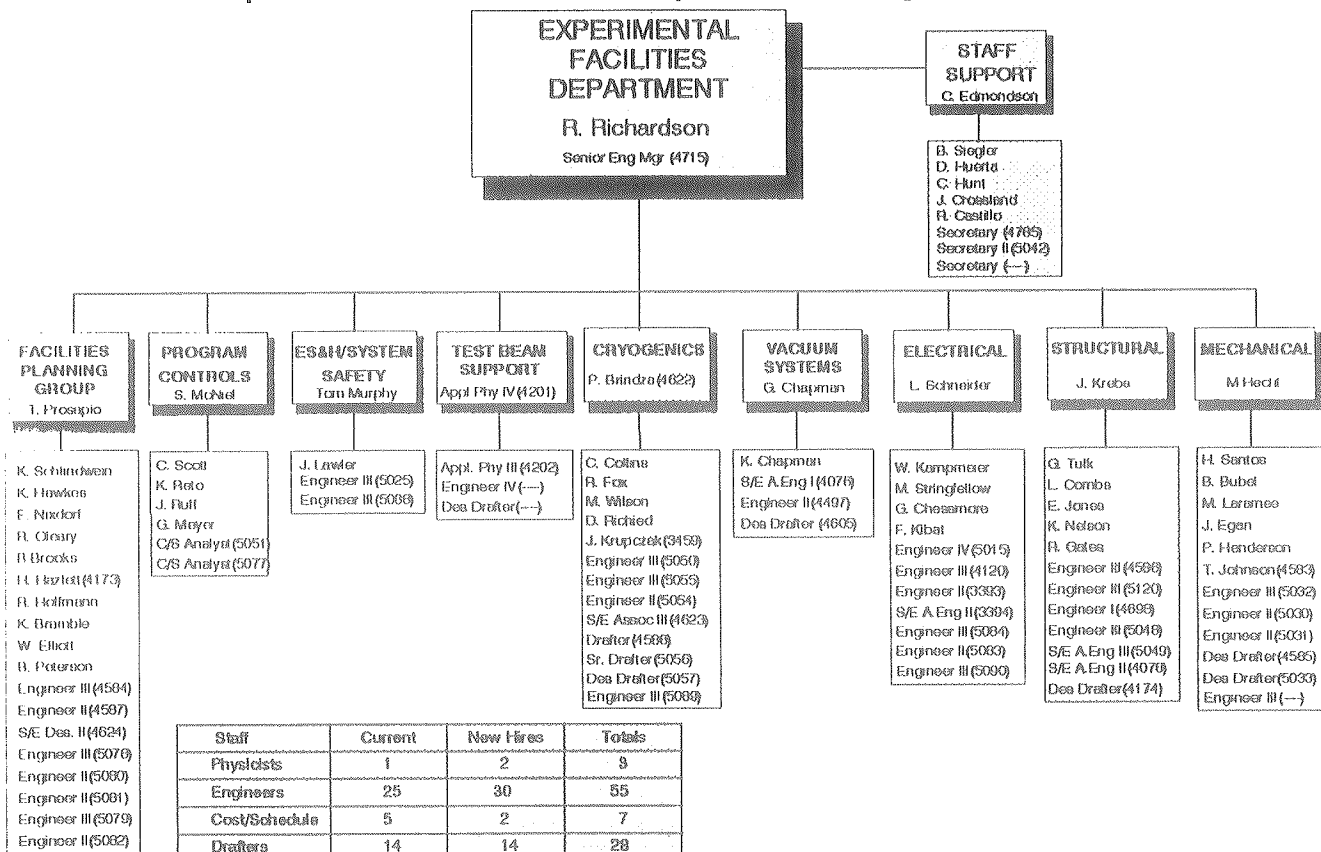 EXPERIMENTAL
FACILITIES
DEPARTMENT
R. Richardson
Senior Eng Mgr (4715)
STAFF
SUPPORT
C. Edmondson
B. Siegler
D. Huerta
C. Hunt
J. Crossland
R. Castillo
Secretary (4765)
Secretary II (5042)
Secretary (---)
FACILITIES
PLANNING
GROUP
T. Prosapio
K. Schlindwein
K. Hawkes
F. Nixdorf
R. Oleary
R Brooks
H. Hazlett (4173)
R. Hoffmann
K. Bramble
W. Elliott
B. Peterson
Engineer III (4584)
Engineer II (4587)
S/E Des. II (4624)
Engineer III (5078)
Engineer II (5080)
Engineer II (5081)
Engineer III (5079)
Engineer II (5082)
PROGRAM
CONTROLS
S. McNiel
C. Scott
K. Reto
J. Ruff
G. Meyer
C/S Analyst (5051)
C/S Analyst (5077)
ES&H/SYSTEM
SAFETY
Tom Murphy
J. Lawler
Engineer III (5025)
Engineer III (5088)
TEST BEAM
SUPPORT
Appl Phy IV (4201)
Appl. Phy III (4202)
Engineer IV (----)
Des Drafter (----)
CRYOGENICS
P. Brindza (4622)
C. Collins
R. Fox
M. Wilson
D. Richied
J. Krupczak (3459)
Engineer III (5050)
Engineer III (5055)
Engineer II (5054)
S/E Assoc III (4623)
Drafter (4586)
Sr. Drafter (5056)
Des Drafter (5057)
Engineer III (5089)
VACUUM
SYSTEMS
G. Chapman
K. Chapman
S/E A.Eng I (4076)
Engineer II (4497)
Des Drafter (4605)
ELECTRICAL
L. Schneider
W. Kampmeier
M. Stringfellow
G. Chessmore
F. Kibat
Engineer IV (5015)
Engineer III (4120)
Engineer II (3393)
S/E A.Eng II (3394)
Engineer III (5084)
Engineer II (5083)
Engineer III (5090)
STRUCTURAL
J. Krebs
G. Tulk
L. Combs
E. Jones
K. Nelson
R. Gates
Engineer III (4596)
Engineer III (5120)
Engineer I (4698)
Engineer III (5048)
S/E A.Eng III (5049)
S/E A.Eng II (4070)
Des Drafter (4174)
MECHANICAL
M Hechl
H. Santos
B. Bubel
M. Laramee
J. Egan
P. Henderson
T. Johnson (4583)
Engineer III (5032)
Engineer II (5030)
Engineer II (5031)
Des Drafter (4585)
Des Drafter (5033)
Engineer III (---)
Staff Current New Hires Totals
Physicists 1 2 3
Engineers 25 30 55
Cost/Schedule 5 2 7
Drafters 14 14 28